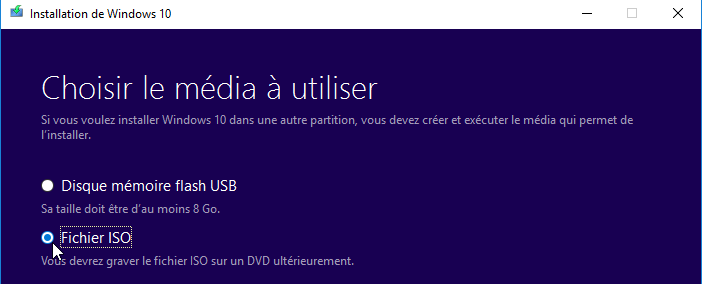 Installation de Windows 10
Choisir le média à utiliser
Si vous voulez installer Windows 10 dans une autre partition, vous devez créer et exécuter le média qui permet de
l'installer.
Disque mémoire flash USB
Sa taille doit être d'au moins 8 Go.
Fichier ISO
Vous devrez graver le fichier ISO sur un DVD ultérieurement.